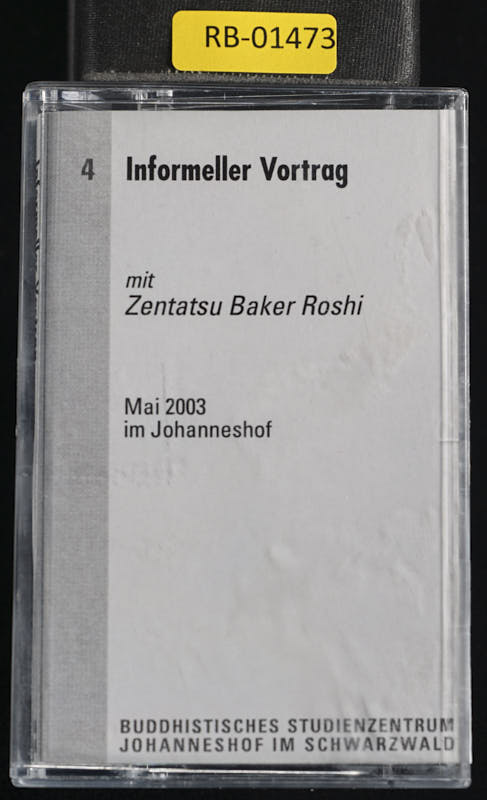 RB-01473
4 Informeller Vortrag
mit
Zentatsu Baker Roshi
Mai 2003
im Johanneshof
BUDDHISTISCHES STUDIENZENTRUM
JOHANNESHOF IM SCHWARZWALD